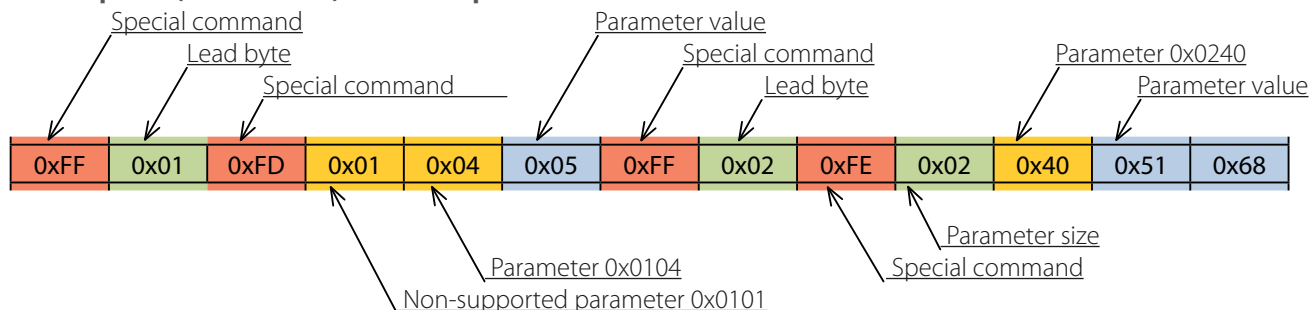 Special command Parameter value
Lead byte Special command Parameter 0x0240
Special command Lead byte Parameter value
0xFF 0x01 0xFD 0x01 0x04 0x05 0xFF 0x02 0xFE 0x02 0x40 0x51 0x68
Parameter size
Parameter 0x0104 Special command
Non-supported parameter 0x0101